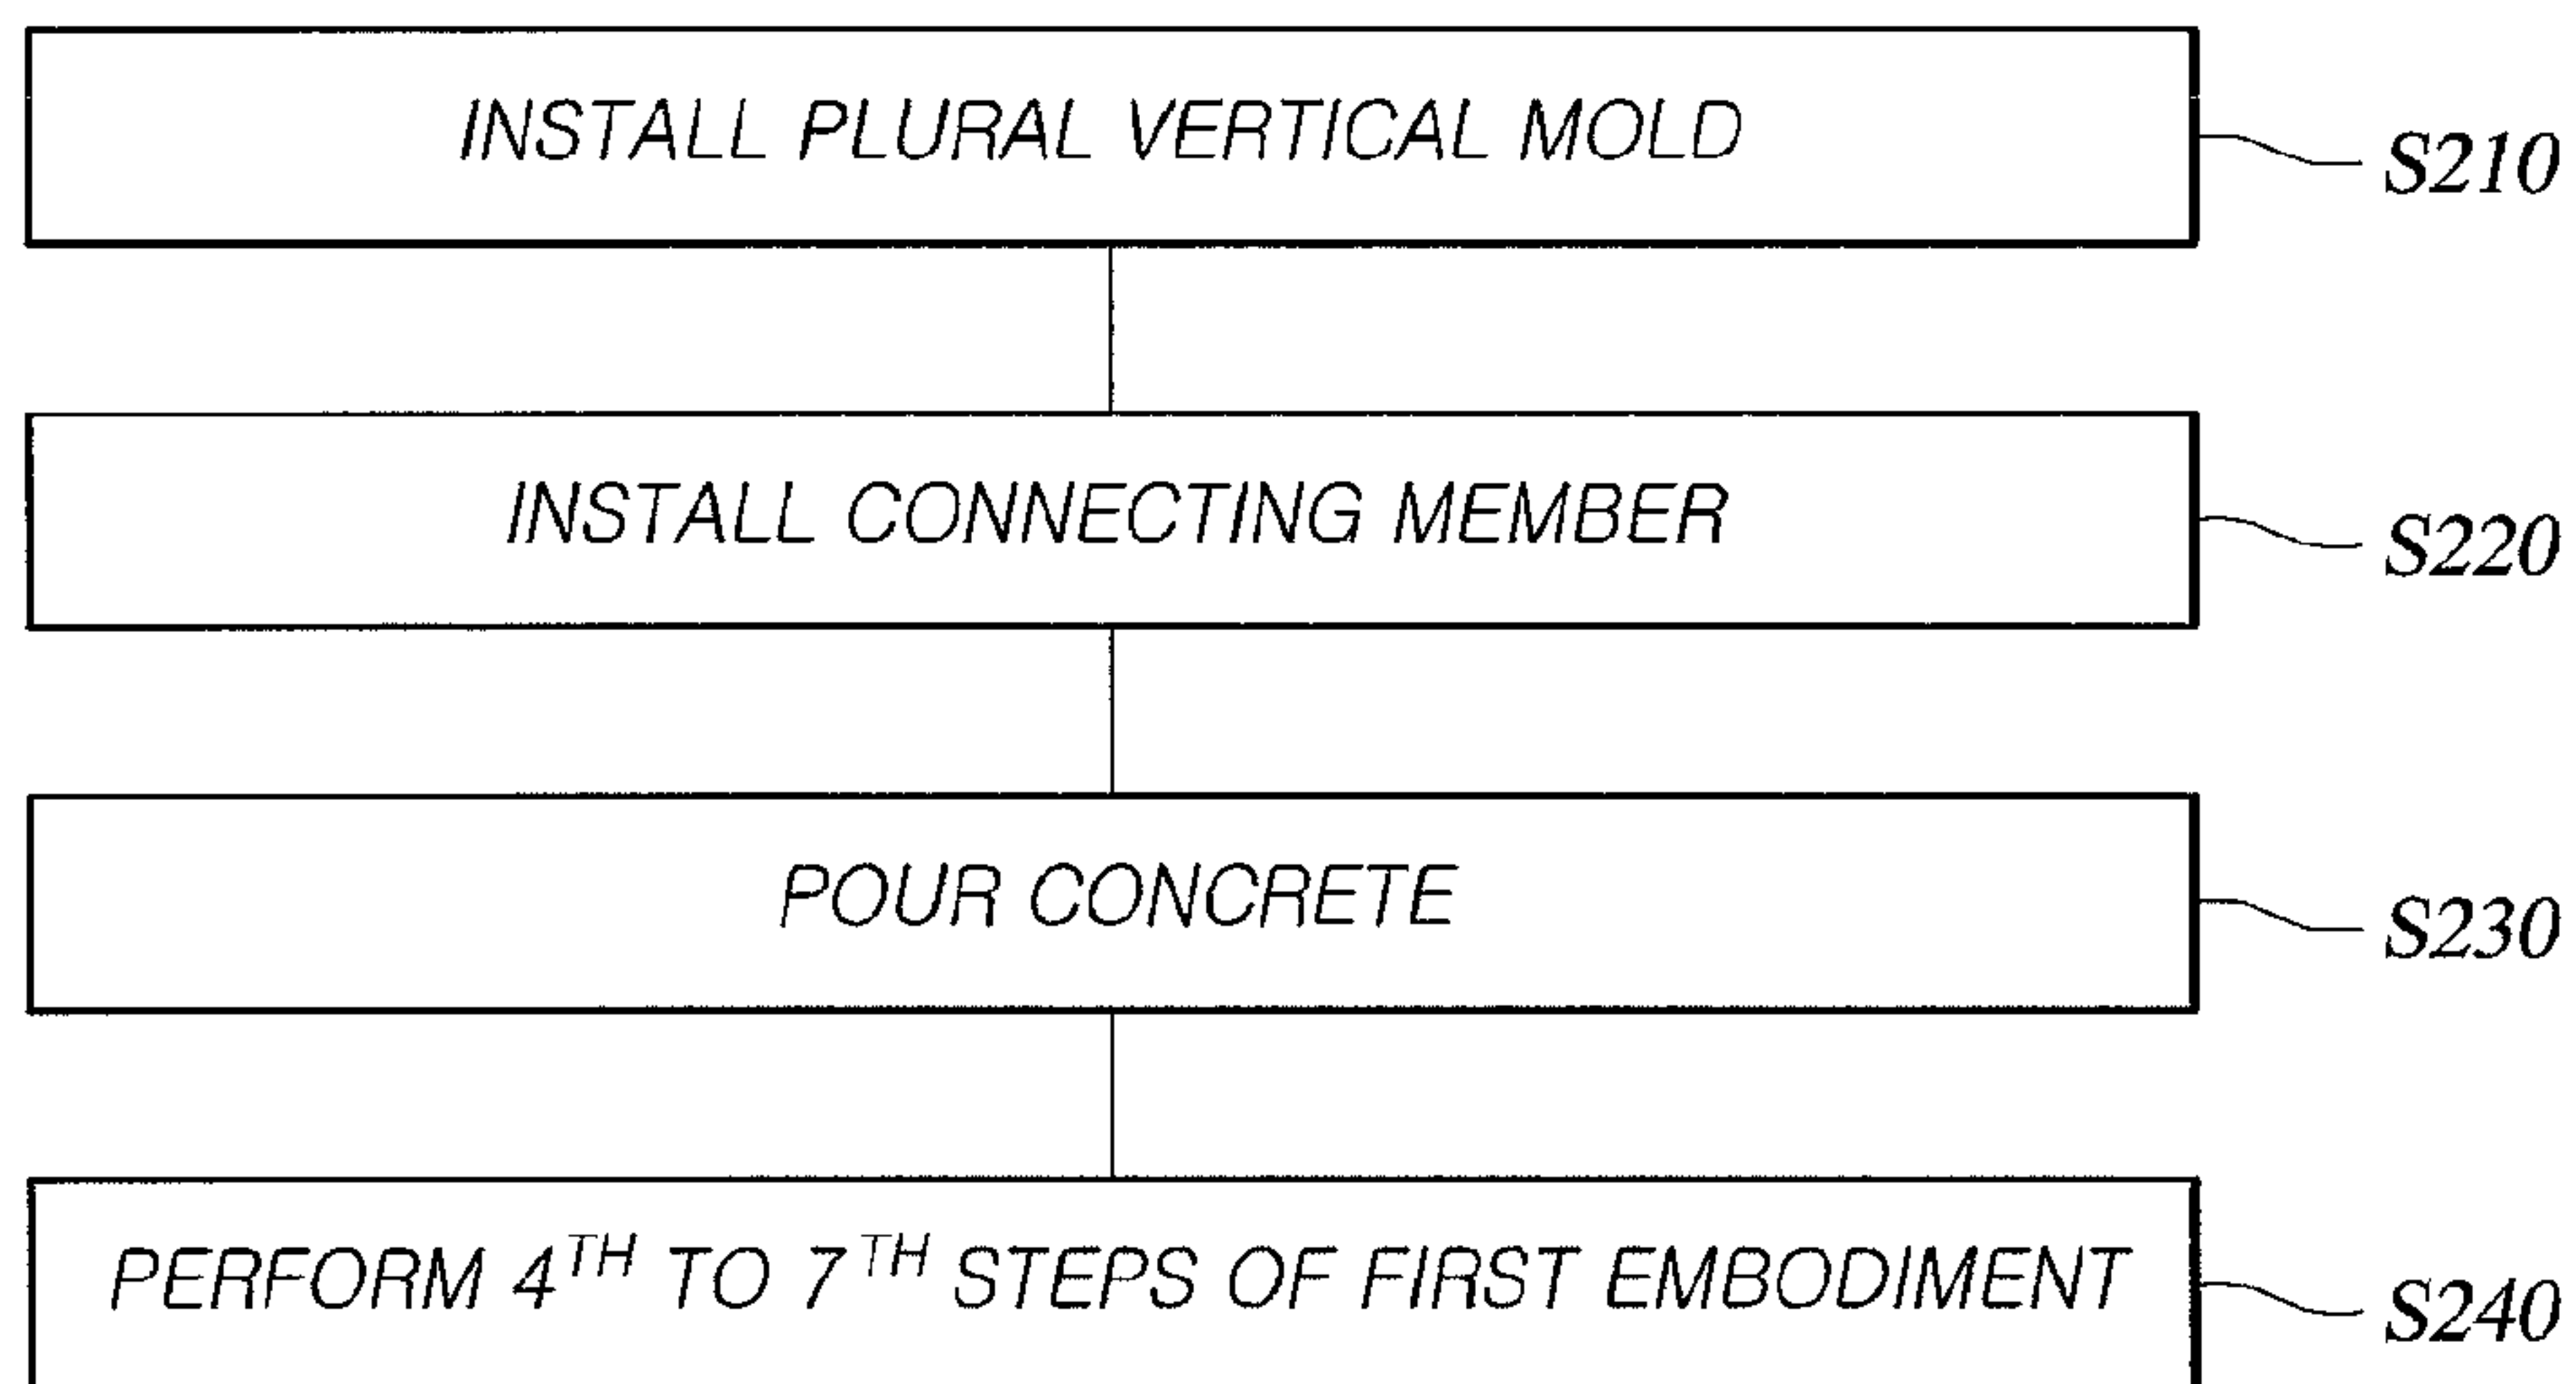 INSTALL PLURAL VERTICAL MOLD
S210
INSTALL CONNECTING MEMBER
S220
POUR CONCRETE
S230
PERFORM 4TH TO 7TH STEPS OF FIRST EMBODIMENT
S240